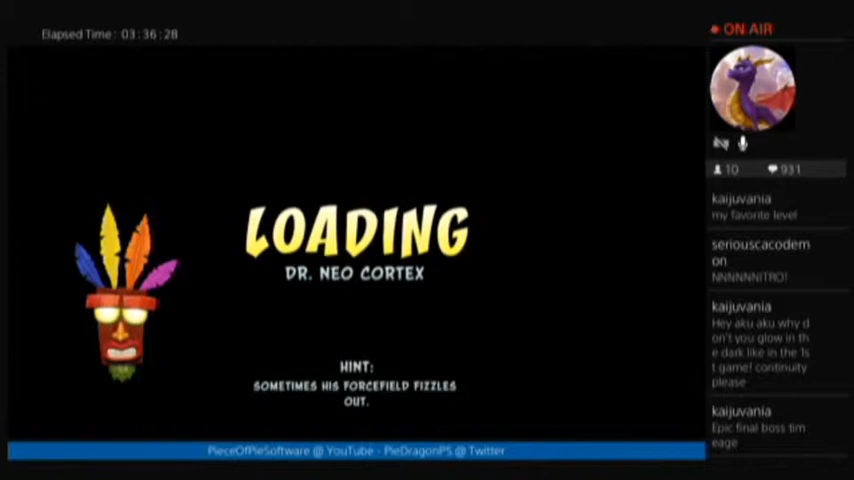 Elapsed Time: 03:36:28
ON AIR
10 931
LOADING
DR. NEO CORTEX
HINT:
SOMETIMES HIS FORCEFIELD FIZZLES
OUT.
kaijuvania
my favorite level
seriouscacodem
on
NNNNNNITRO!
kaijuvania
Hey aku aku why d
on't you glow in th
e dark like in the 1s
t game! continuity
please
kaijuvania
Epic final boss tim
eage
PieceOfPieSoftware @ YouTube - PieDragonPS @ Twitter